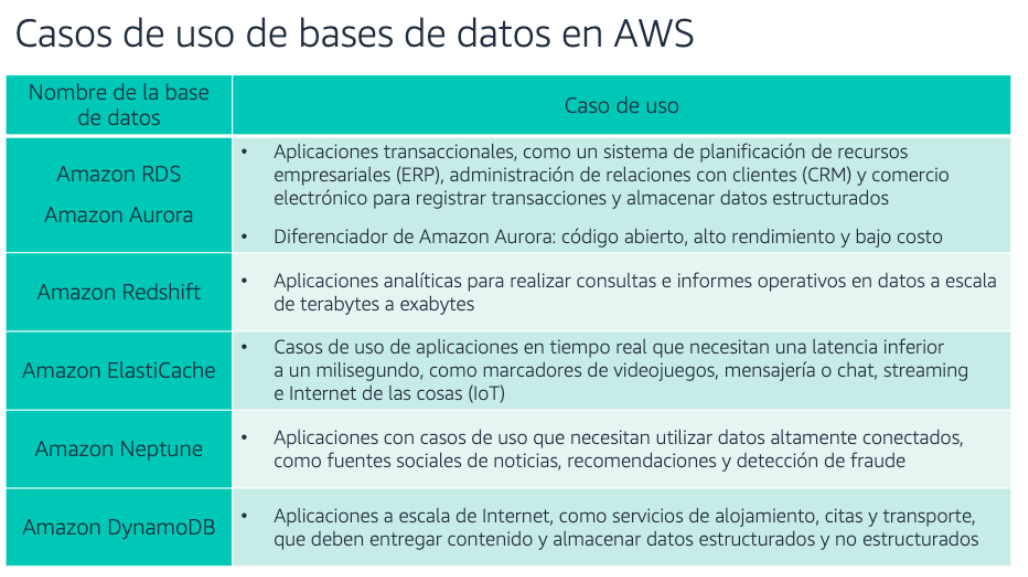 Casos de uso de bases de datos en AWS
Nombre de la base
de datos
Caso de uso
Amazon RDS
Amazon Aurora
• Aplicaciones transaccionales, como un sistema de planificación de recursos
empresariales (ERP), administración de relaciones con clientes (CRM) y comercio
electrónico para registrar transacciones y almacenar datos estructurados
• Diferenciador de Amazon Aurora: código abierto, alto rendimiento y bajo costo
Amazon Redshift
• Aplicaciones analíticas para realizar consultas e informes operativos en datos a escala
de terabytes a exabytes
Amazon ElastiCache
• Casos de uso de aplicaciones en tiempo real que necesitan una latencia inferior
a un milisegundo, como marcadores de videojuegos, mensajería o chat, streaming
e Internet de las cosas (IoT)
Amazon Neptune
• Aplicaciones con casos de uso que necesitan utilizar datos altamente conectados,
como fuentes sociales de noticias, recomendaciones y detección de fraude
Amazon DynamoDB
• Aplicaciones a escala de Internet, como servicios de alojamiento, citas y transporte,
que deben entregar contenido y almacenar datos estructurados y no estructurados